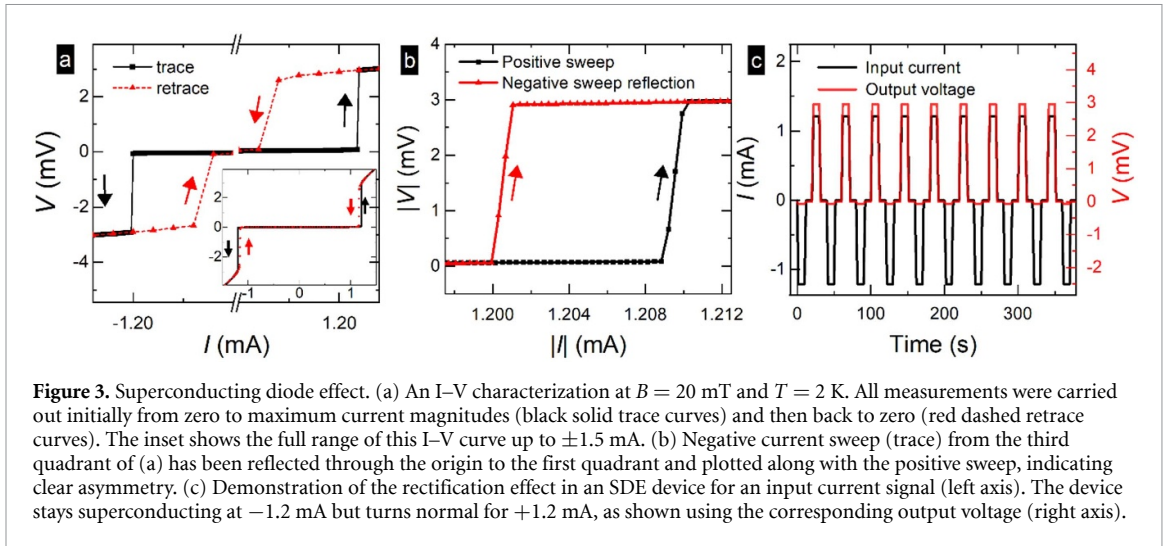 a
trace
retrace
V (mV)
2
0
-2
-4
-1.20
1.20
I (mA)
2
0
-2
-1
0
1
b
Positive sweep
Negative sweep reflection
|V| (mV)
4
3
2
1
0
1.200
1.204
1.208
1.212
|I| (mA)
c
Input current
Output voltage
I (mA)
2
1
0
-1
V (mV)
4
3
2
1
0
-1
-2
0
100
200
300
Time (s)
Figure 3. Superconducting diode effect. (a) An I–V characterization at B = 20 mT and T = 2 K. All measurements were carried
out initially from zero to maximum current magnitudes (black solid trace curves) and then back to zero (red dashed retrace
curves). The inset shows the full range of this I–V curve up to ±1.5 mA. (b) Negative current sweep (trace) from the third
quadrant of (a) has been reflected through the origin to the first quadrant and plotted along with the positive sweep, indicating
clear asymmetry. (c) Demonstration of the rectification effect in an SDE device for an input current signal (left axis). The device
stays superconducting at −1.2 mA but turns normal for +1.2 mA, as shown using the corresponding output voltage (right axis).